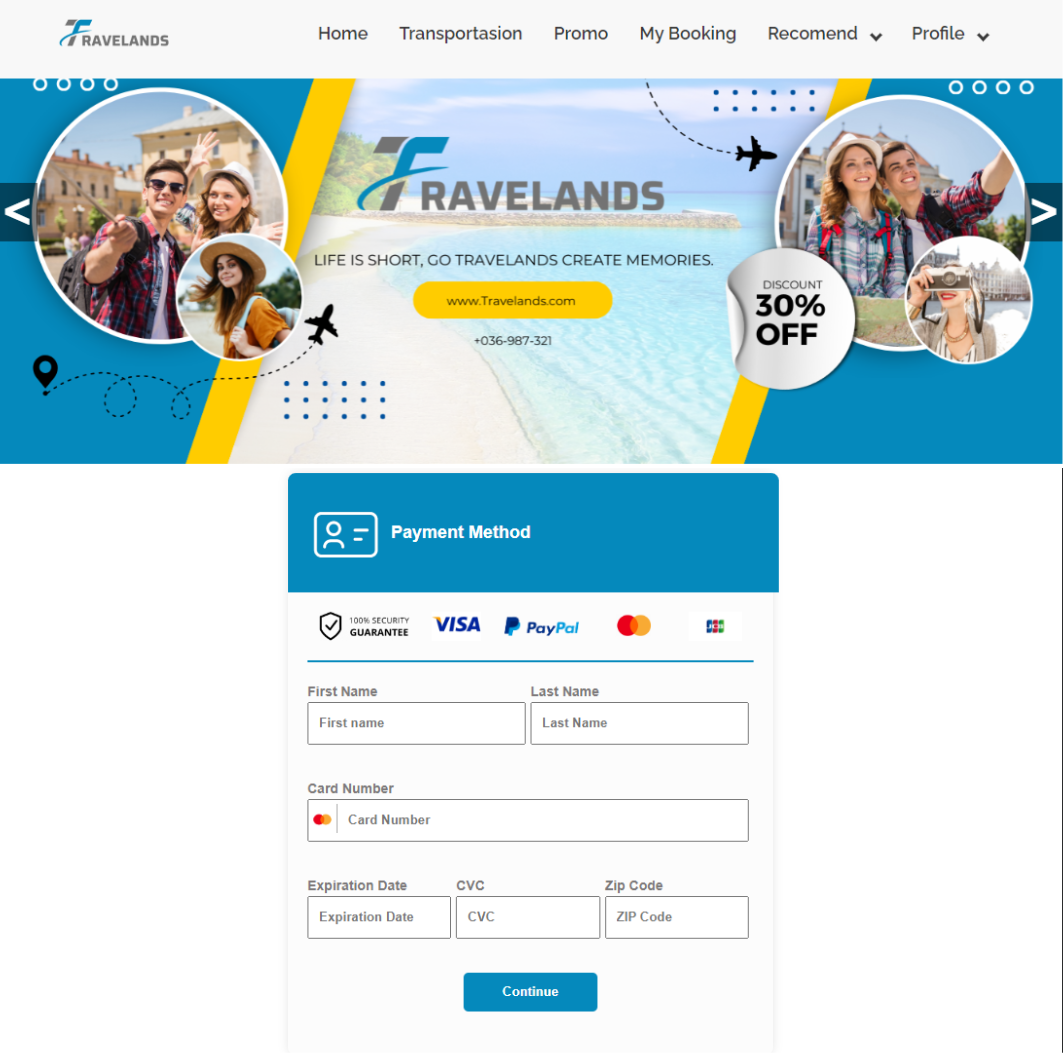 TRAVELANDS
Home Transportasion Promo My Booking Recomend Profile
TRAVELANDS
LIFE IS SHORT, GO TRAVELANDS CREATE MEMORIES.
www.Travelands.com
+036-987-321
DISCOUNT
30%
OFF
<
>
Payment Method
100% SECURITY
GUARANTEE
VISA
PayPal
JCB
First Name Last Name
First name Last Name
Card Number
Card Number
Expiration Date CVC Zip Code
Expiration Date CVC ZIP Code
Continue